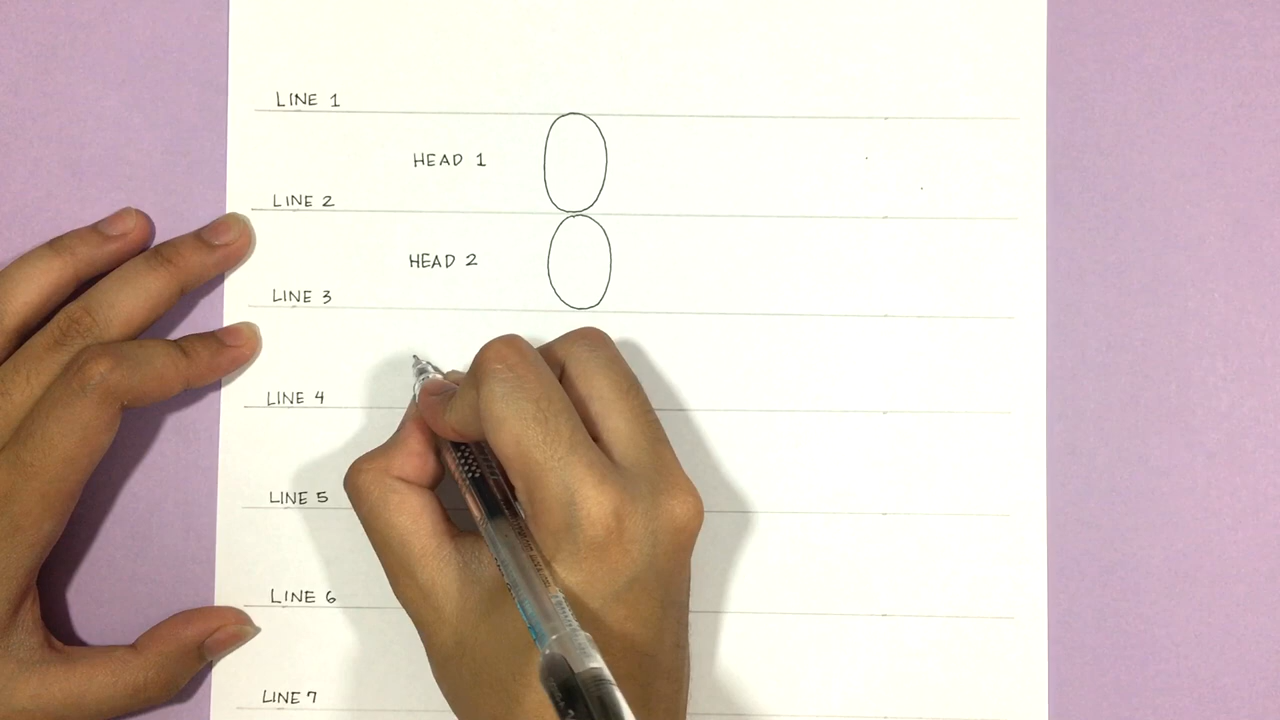 LINE 1
HEAD 1
LINE 2
HEAD 2
LINE 3
LINE 4
LINE 5
LINE 6
LINE 7